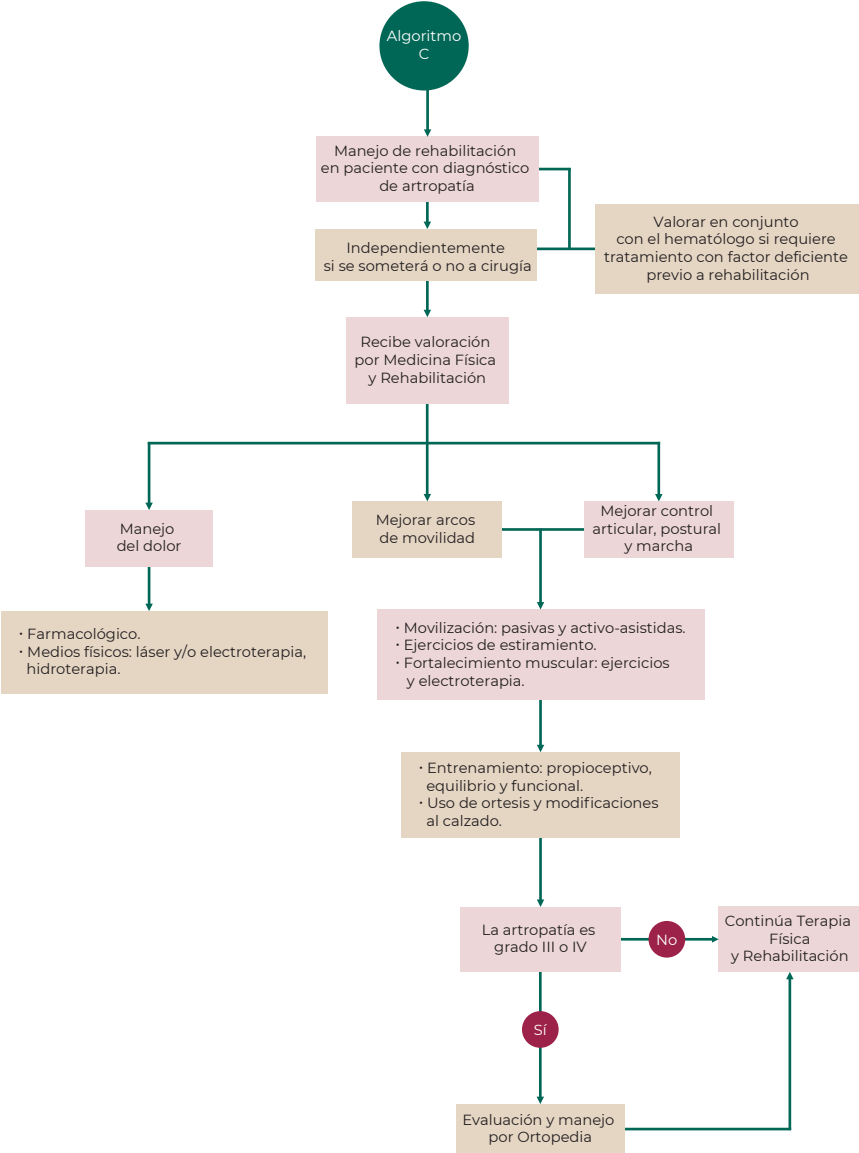 Algoritmo
C
Manejo de rehabilitación
en paciente con diagnóstico
de artropatía
Independientemente
si se someterá o no a cirugía
Valorar en conjunto
con el hematólogo si requiere
tratamiento con factor deficiente
previo a rehabilitación
Recibe valoración
por Medicina Física
y Rehabilitación
Manejo
del dolor
Mejorar arcos
de movilidad
Mejorar control
articular, postural
y marcha
· Farmacológico.
· Medios físicos: láser y/o electroterapia,
hidroterapia.
· Movilización: pasivas y activo-asistidas.
· Ejercicios de estiramiento.
· Fortalecimiento muscular: ejercicios
y electroterapia.
· Entrenamiento: propioceptivo,
equilibrio y funcional.
· Uso de ortesis y modificaciones
al calzado.
La artropatía es
grado III o IV
No
Continúa Terapia
Física
y Rehabilitación
Sí
Evaluación y manejo
por Ortopedia